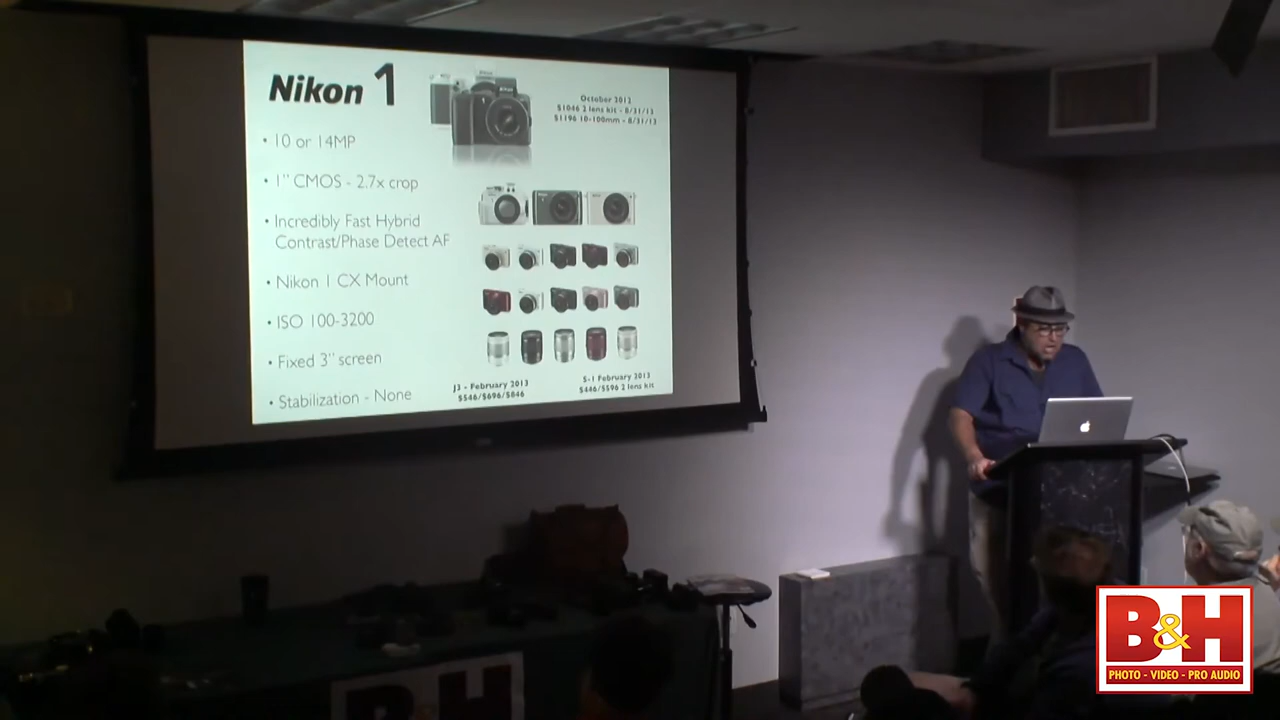 Nikon 1
October 2012
$1046 2 lens kit - 8/31/13
$1196 10-100mm - 8/31/13
• 10 or 14MP
• 1" CMOS - 2.7x crop
• Incredibly Fast Hybrid
Contrast/Phase Detect AF
• Nikon 1 CX Mount
• ISO 100-3200
• Fixed 3" screen
• Stabilization - None
J3 - February 2013
$546/$696/$846
S-1 February 2013
$446/$596 2 lens kit
B&H
PHOTO - VIDEO - PRO AUDIO
B&H